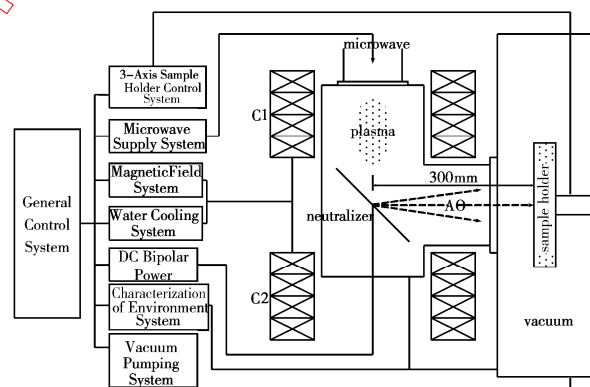 microwave
3-Axis Sample
Holder Control
System
C1
plasma
Microwave
Supply System
MagneticField
System
300mm
General
Control
System
Water Cooling
System
neutralizer
AO
sample holder
DC Bipolar
Power
Characterization
of Environment
System
C2
vacuum
Vacuum
Pumping
System